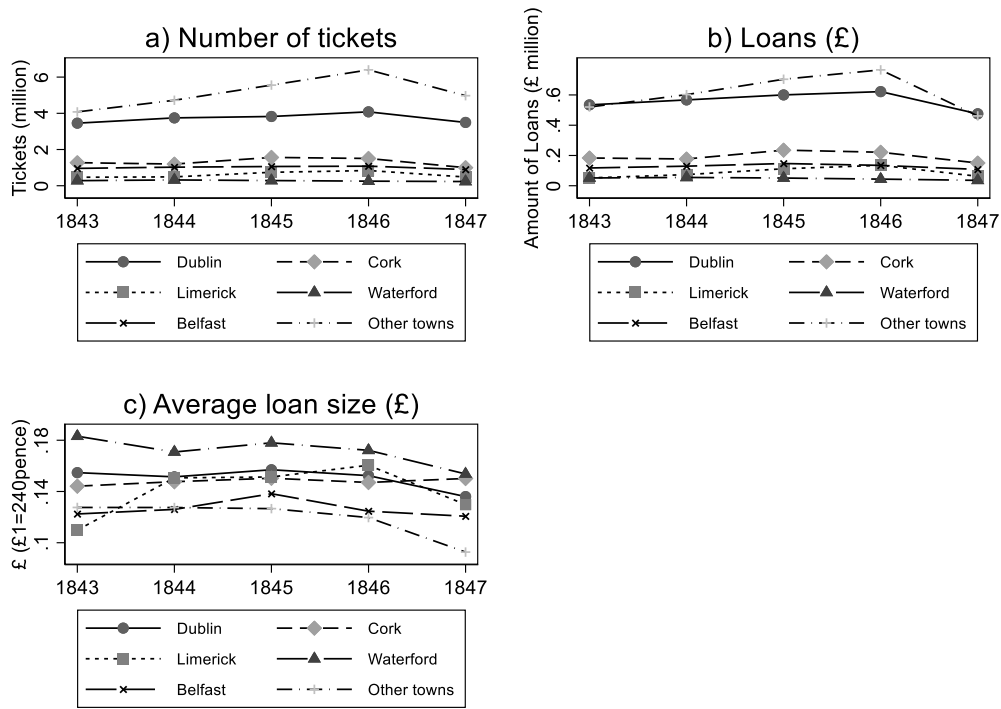 a) Number of tickets
Tickets (million)
6
4
2
0
1843 1844 1845 1846 1847
Dublin Cork
Limerick Waterford
Belfast Other towns
b) Loans (£)
Amount of Loans (£ million)
.6
.4
.2
0
1843 1844 1845 1846 1847
Dublin Cork
Limerick Waterford
Belfast Other towns
c) Average loan size (£)
£ (£1=240pence)
.18
.14
.1
1843 1844 1845 1846 1847
Dublin Cork
Limerick Waterford
Belfast Other towns